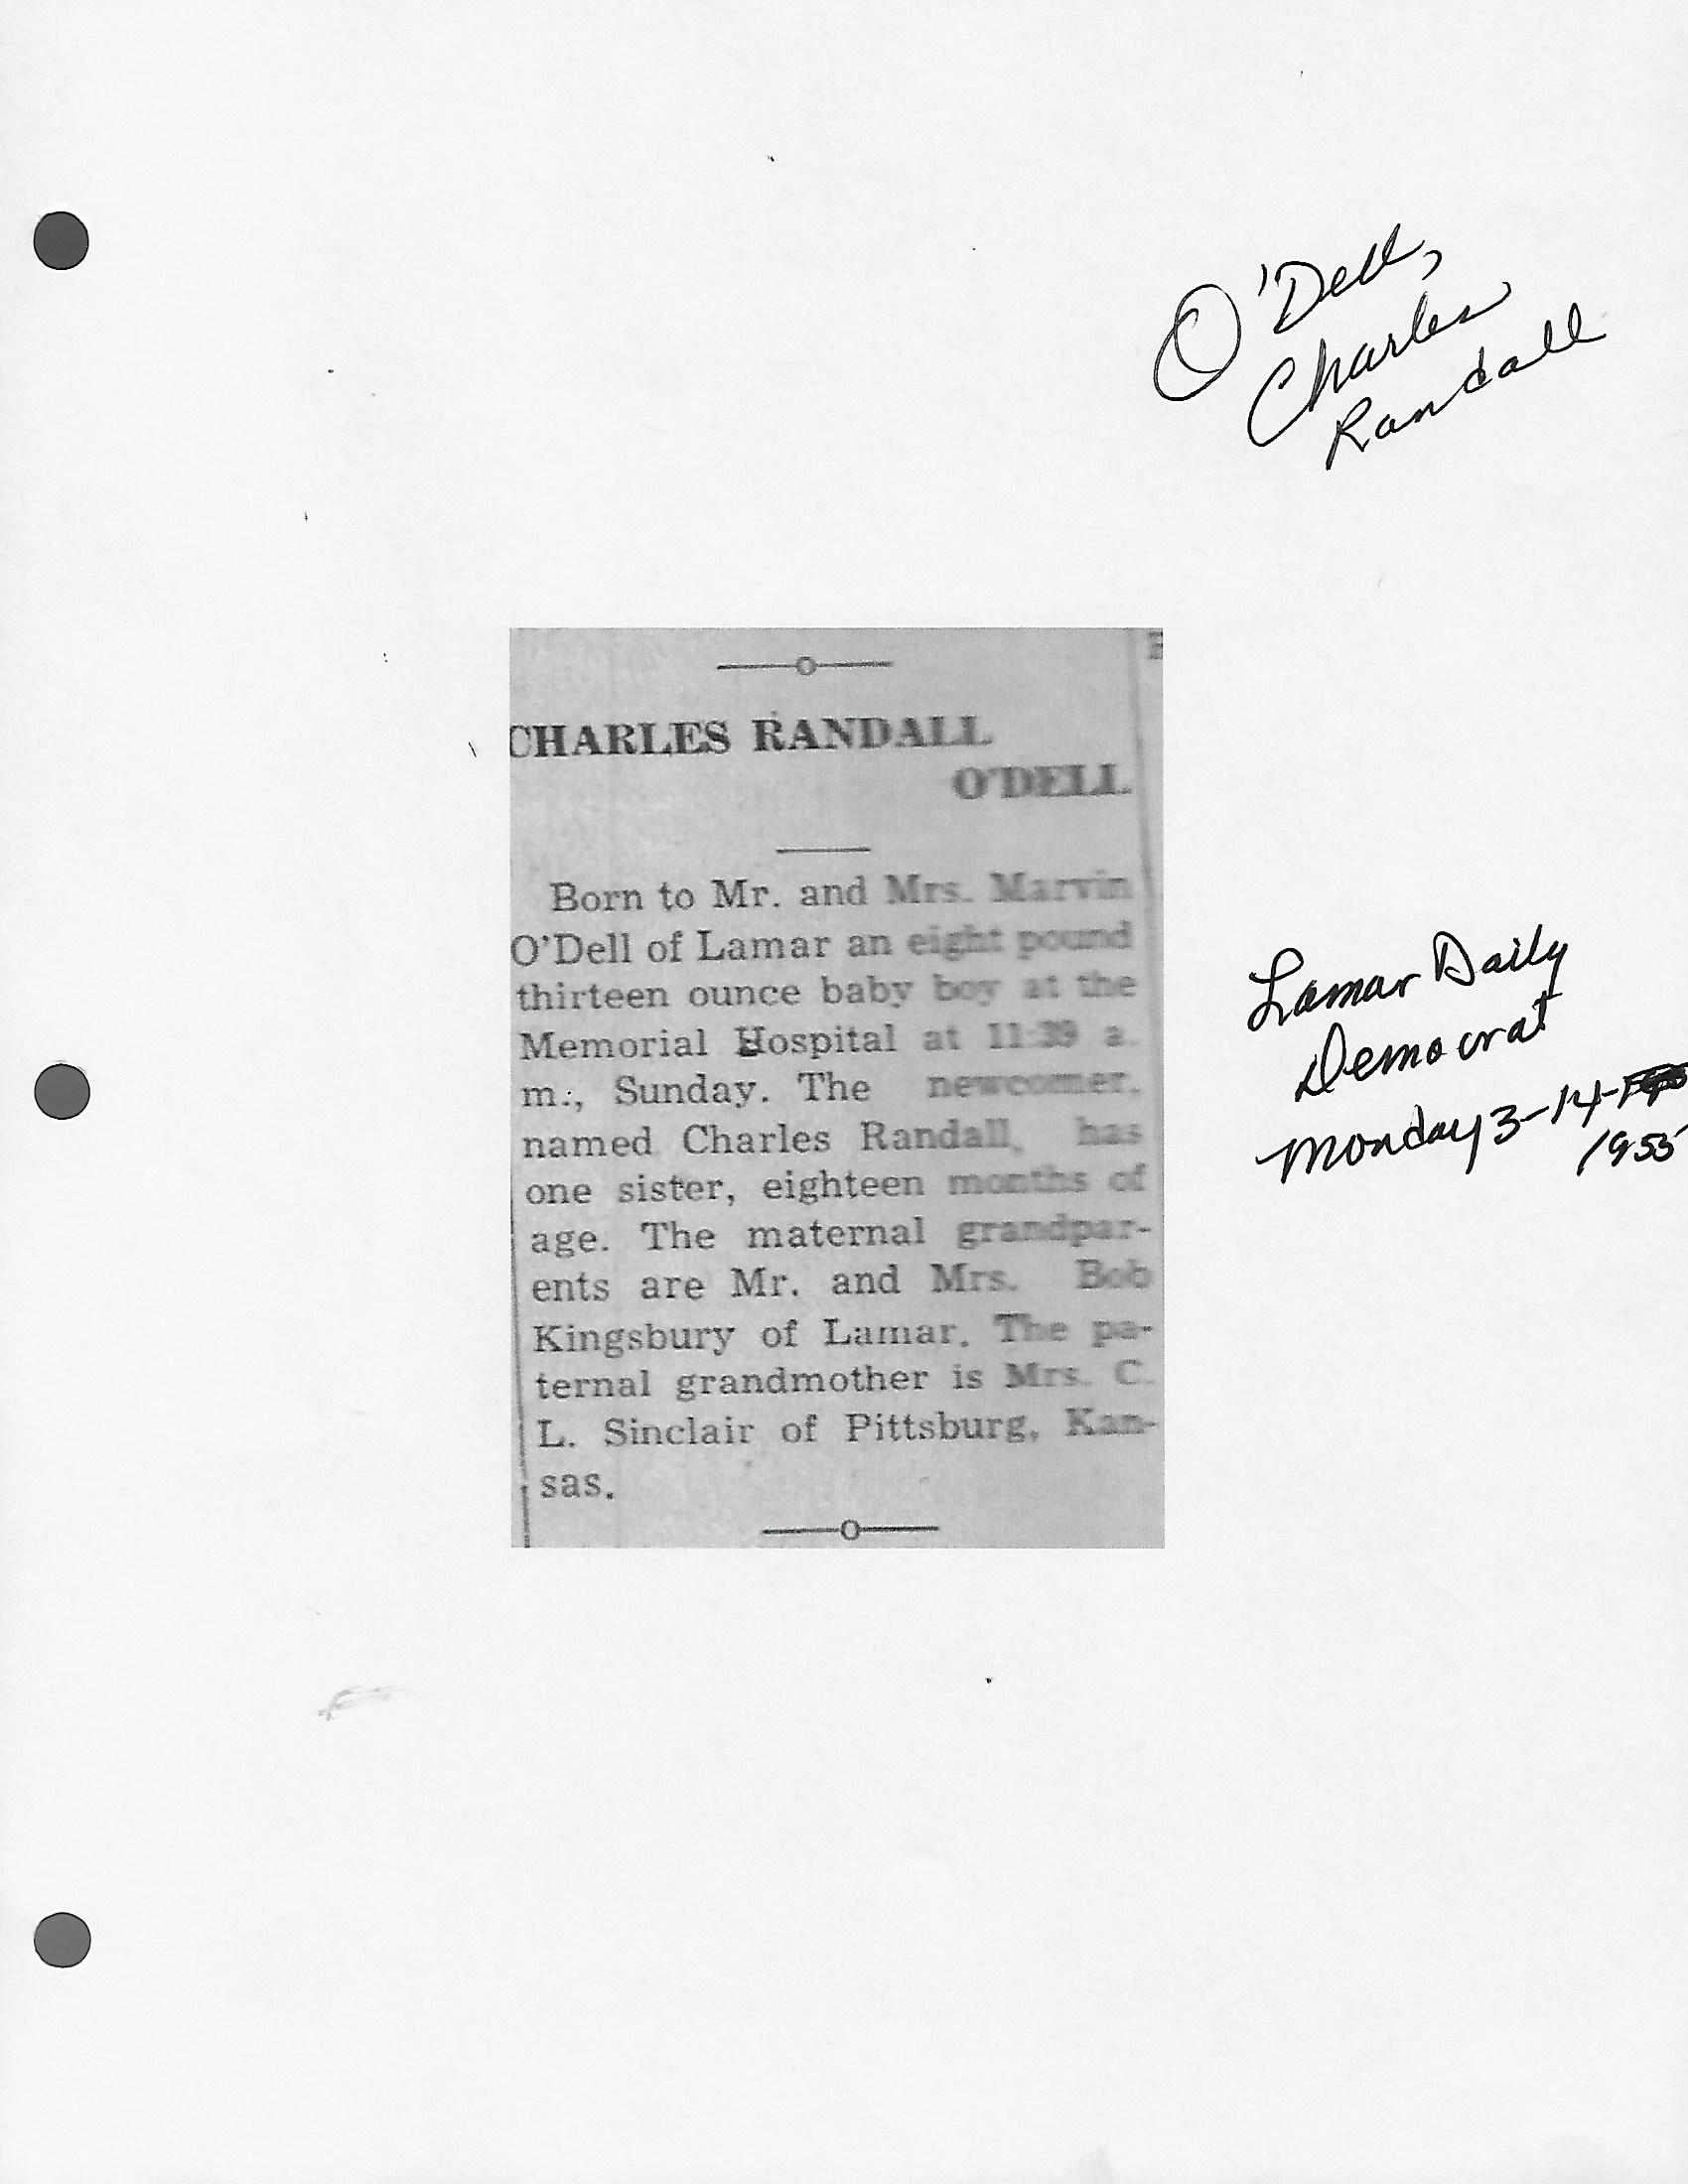 O'Dell,
Charles
Randall
CHARLES RANDALL
O'DELL
Born to Mr. and Mrs. Marvin
O'Dell of Lamar an eight pound
thirteen ounce baby boy at the
Memorial Hospital at 11:39 a.
m., Sunday. The newcomer,
named Charles Randall, has
one sister, eighteen months of
age. The maternal grandpar-
ents are Mr. and Mrs. Bob
Kingsbury of Lamar. The pa-
ternal grandmother is Mrs. C.
L. Sinclair of Pittsburg, Kan-
sas.
Lamar Daily
Democrat
Monday 3-14-
1955